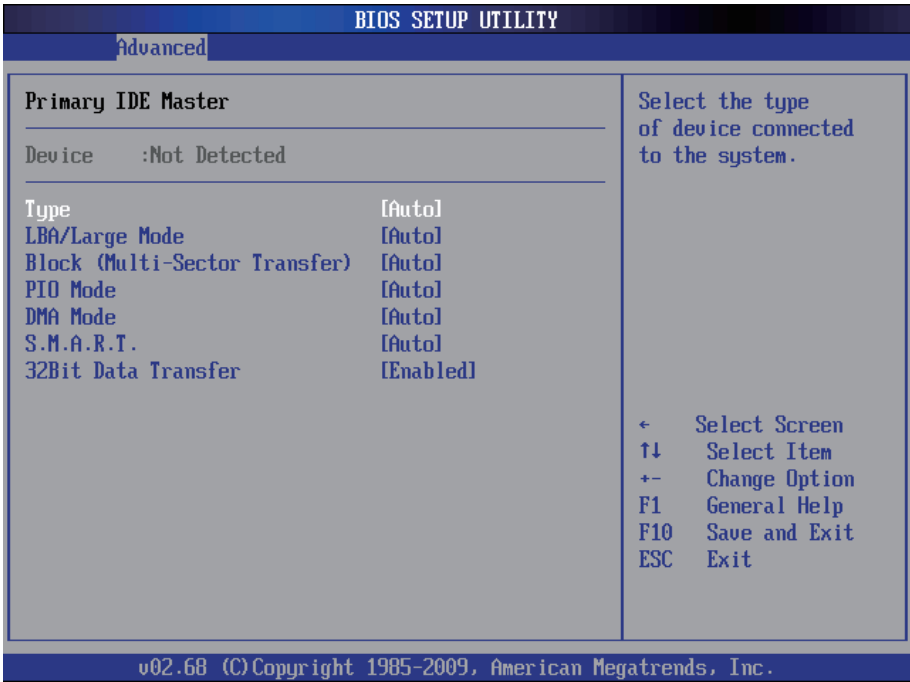 BIOS SETUP UTILITY
Advanced
Primary IDE Master
Device :Not Detected
Type [Auto]
LBA/Large Mode [Auto]
Block (Multi-Sector Transfer) [Auto]
PIO Mode [Auto]
DMA Mode [Auto]
S.M.A.R.T. [Auto]
32Bit Data Transfer [Enabled]
Select the type
of device connected
to the system.
← Select Screen
↑↓ Select Item
+- Change Option
F1 General Help
F10 Save and Exit
ESC Exit
v02.68 (C)Copyright 1985-2009, American Megatrends, Inc.